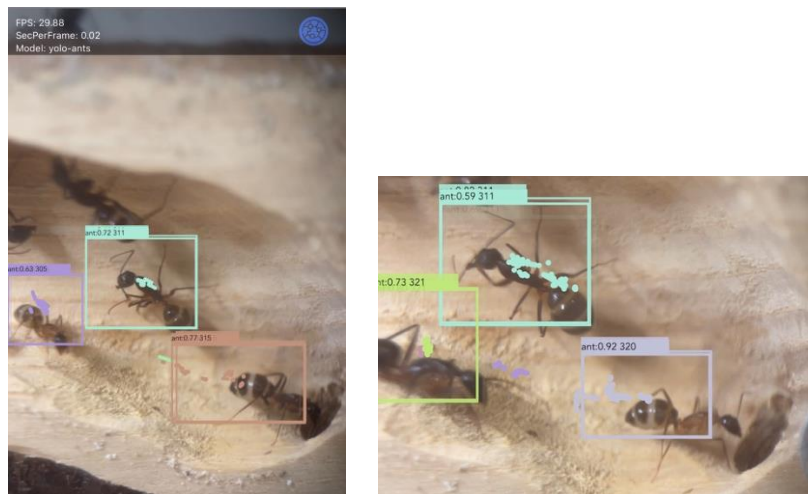 FPS: 29.88
SecPerFrame: 0.02
Model: yolo-ants
ant:0.72 311
ant:0.63 305
ant:0.77 315
ant:0.59 311
ant:0.73 321
ant:0.92 320